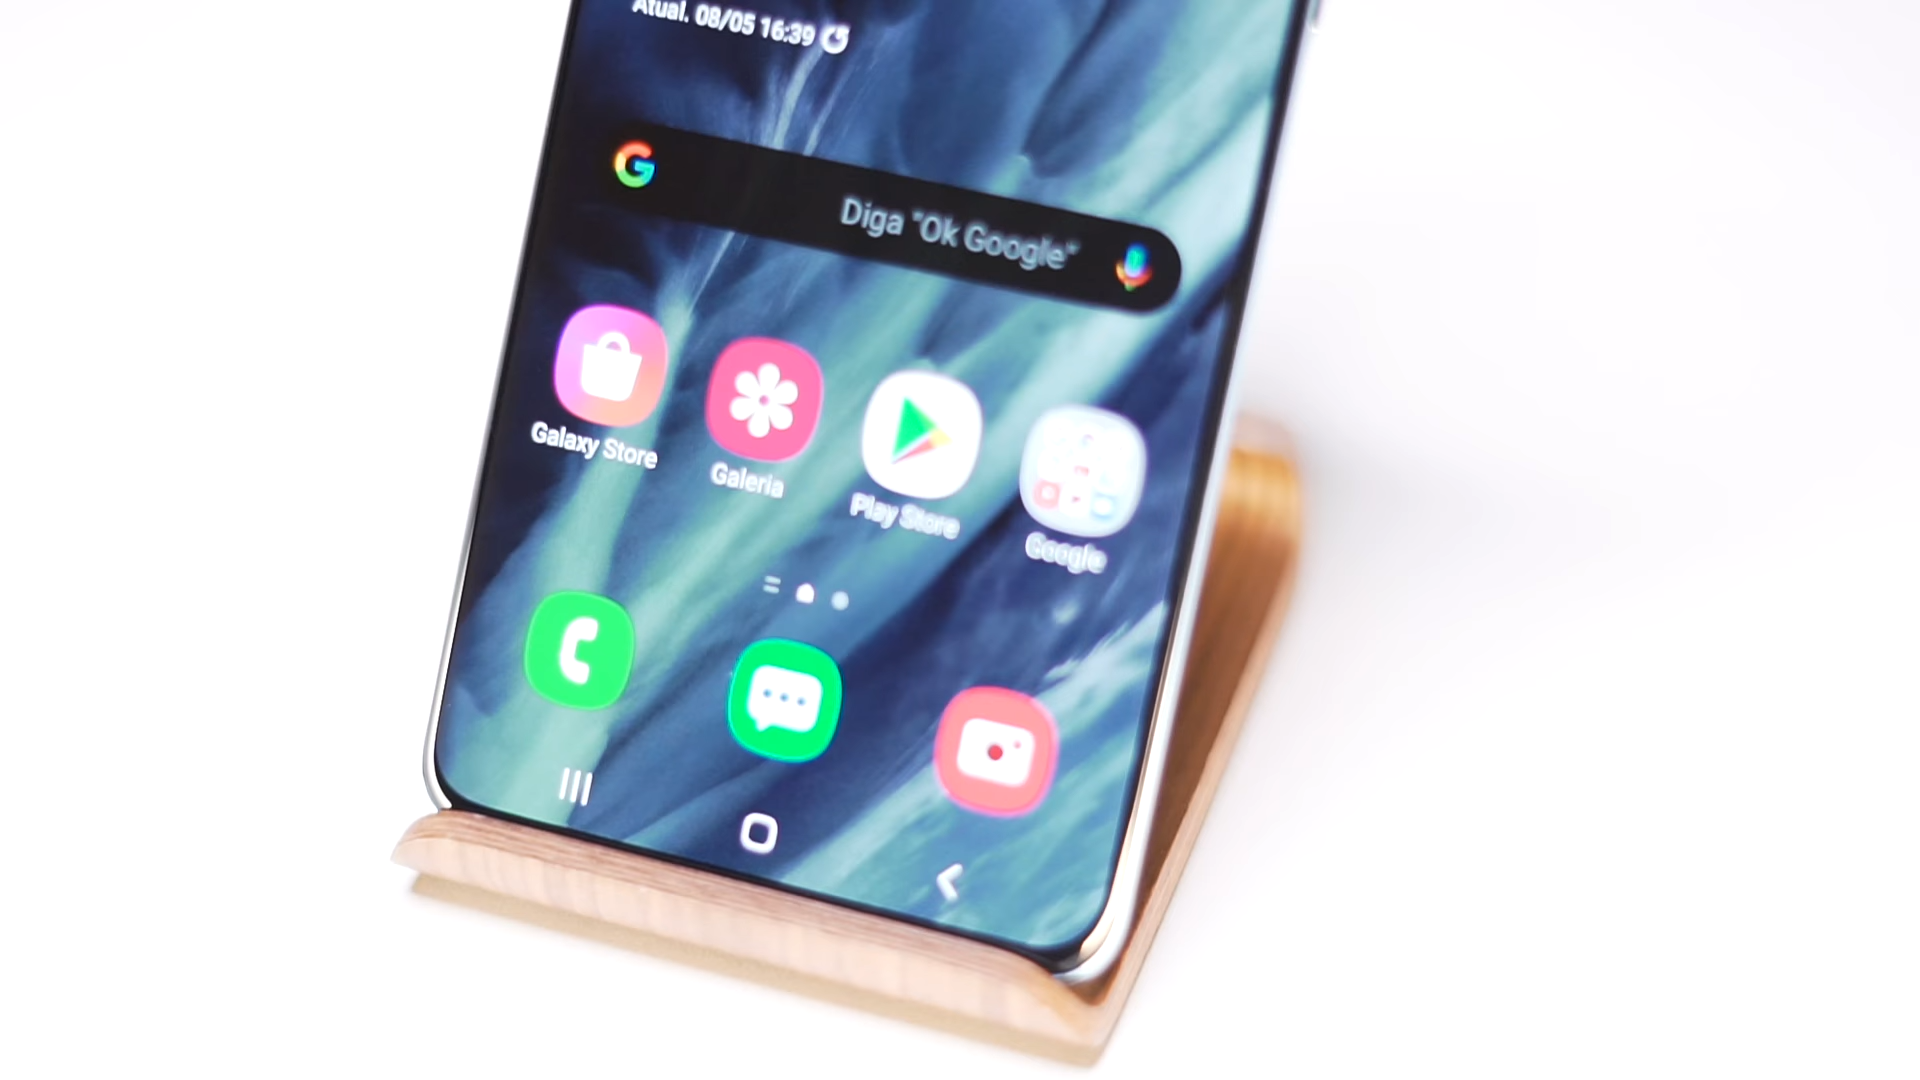 Atual. 08/05 16:39
Diga "Ok Google"
Galaxy Store
Galeria
Play Store
Google